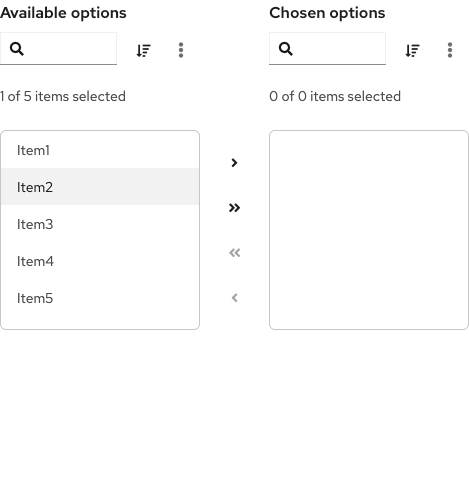 Available options
1 of 5 items selected
Item1
Item2
Item3
Item4
Item5
Chosen options
0 of 0 items selected